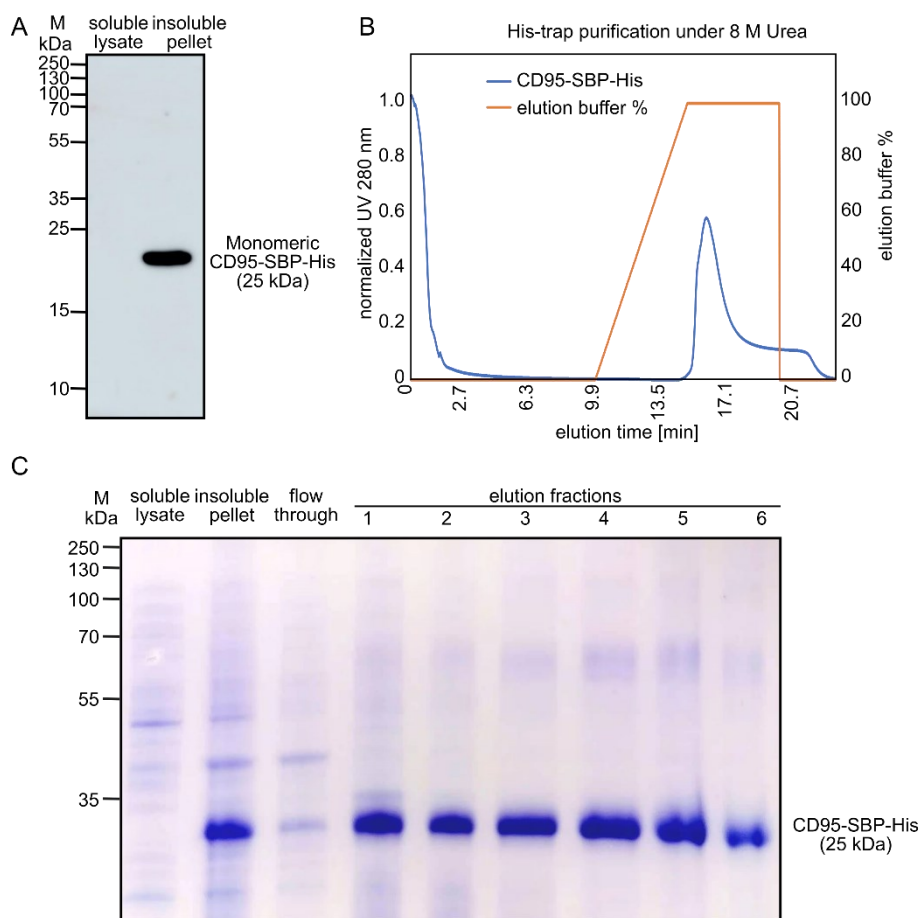 A
M
kDa
soluble insoluble
lysate pellet
250
130
100
70
55
35
25
15
10
Monomeric
CD95-SBP-His
(25 kDa)
B
His-trap purification under 8 M Urea
CD95-SBP-His
elution buffer %
normalized UV 280 nm
1.0
0.8
0.6
0.4
0.2
0
100
80
60
40
20
0
elution buffer %
0
2.7
6.3
9.9
13.5
17.1
20.7
elution time [min]
C
M
kDa
soluble insoluble flow
lysate pellet through
elution fractions
1 2 3 4 5 6
250
130
100
70
55
35
CD95-SBP-His
(25 kDa)